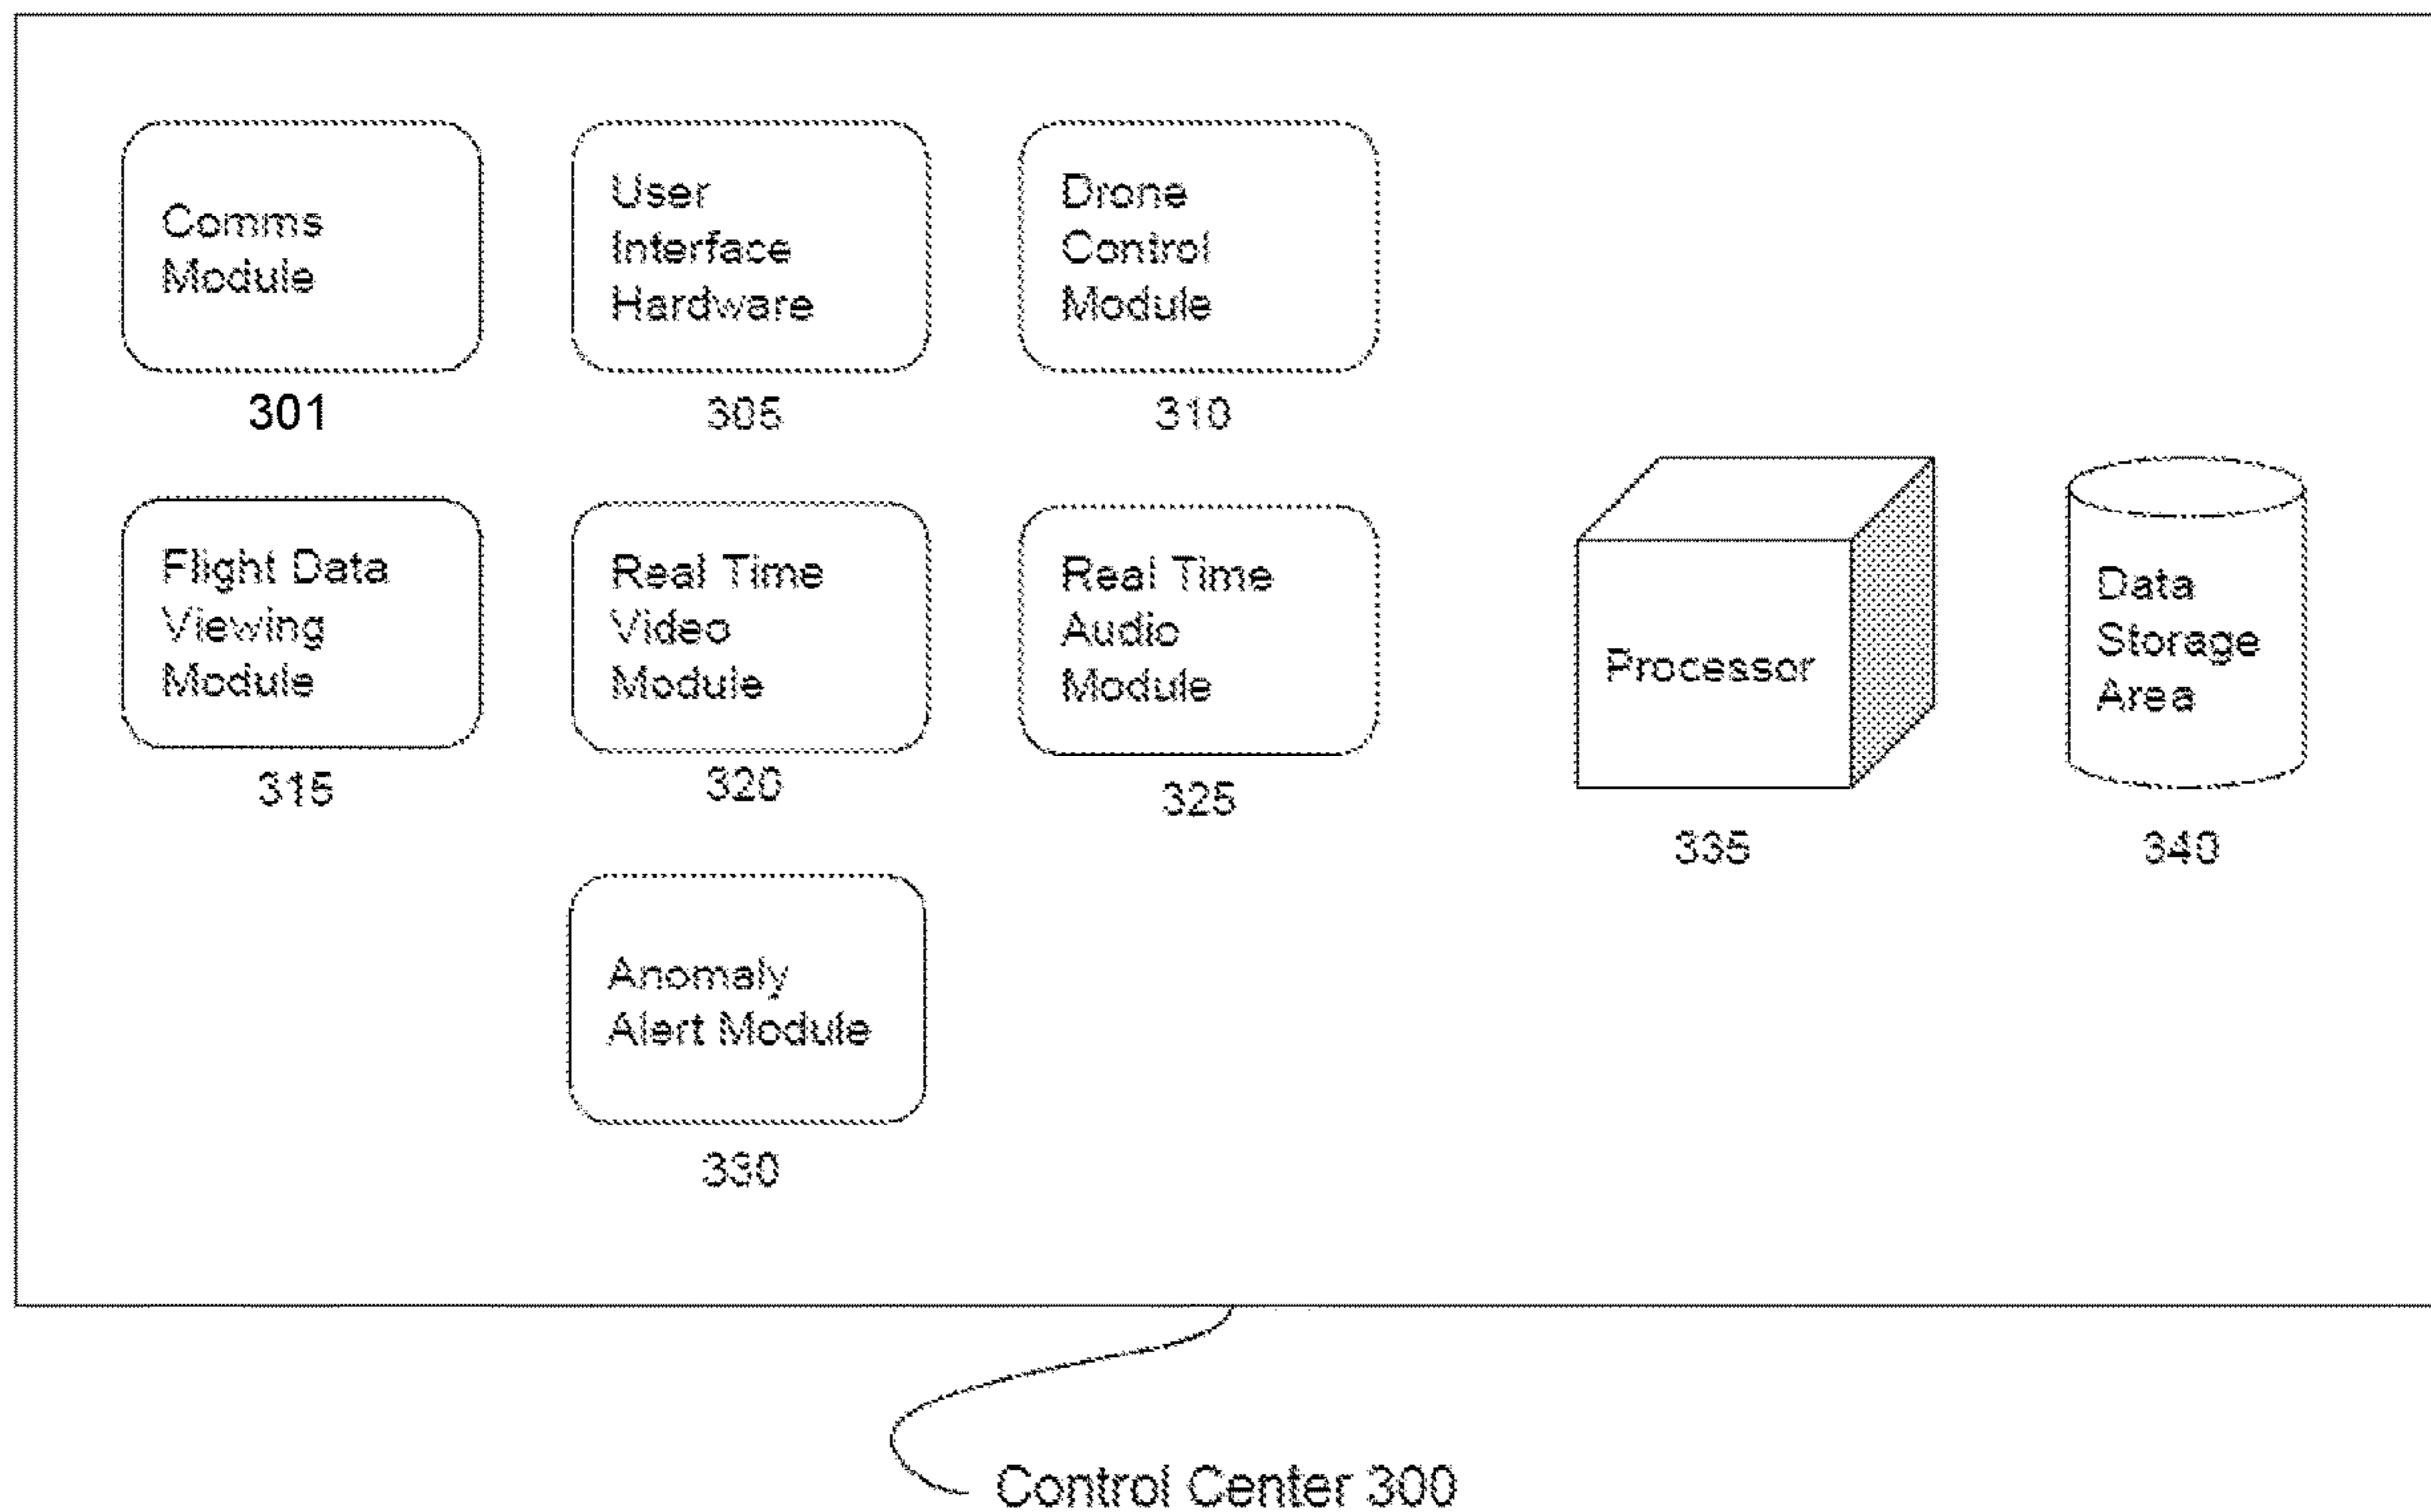 Comms
Module
301
User
Interface
Hardware
305
Drone
Control
Module
310
Flight Data
Viewing
Module
315
Real Time
Video
Module
320
Real Time
Audio
Module
325
Processor
335
Data
Storage
Area
340
Anomaly
Alert Module
330
Control Center 300